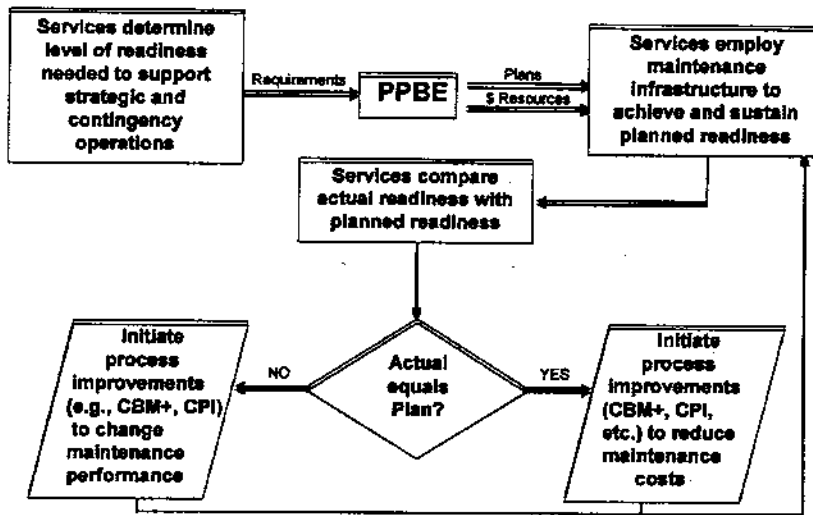 Services determine
level of readiness
needed to support
strategic and
contingency
operations
Requirements
PPBE
Plans
$ Resources
Services employ
maintenance
infrastructure to
achieve and sustain
planned readiness
Services compare
actual readiness with
planned readiness
Actual
equals
Plan?
NO
YES
Initiate
process
improvements
(e.g., CBM+, CPI)
to change
maintenance
performance
Initiate
process
improvements
(CBM+, CPI,
etc.) to reduce
maintenance
costs